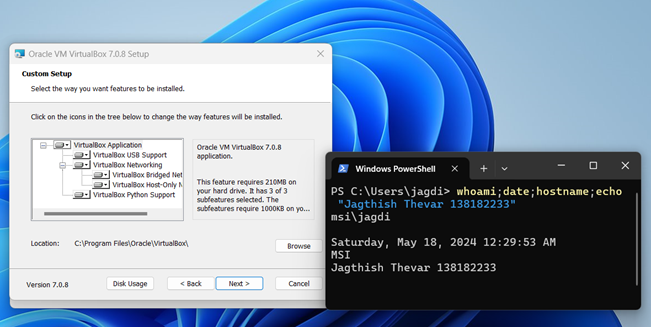 Oracle VM VirtualBox 7.0.8 Setup
Custom Setup
Select the way you want features to be installed.
Click on the icons in the tree below to change the way features will be installed.
VirtualBox Application
VirtualBox USB Support
VirtualBox Networking
VirtualBox Bridged Net
VirtualBox Host-Only N
VirtualBox Python Support
Oracle VM VirtualBox 7.0.8
application.
This feature requires 210MB on
your hard drive. It has 3 of 3
subfeatures selected. The
subfeatures require 1000KB on yo...
Location: C:\Program Files\Oracle\VirtualBox\
Browse
Version 7.0.8
Disk Usage
< Back
Next >
Cancel
Windows PowerShell
PS C:\Users\jagdi> whoami;date;hostname;echo
"Jagthish Thevar 138182233"
msi\jagdi
Saturday, May 18, 2024 12:29:53 AM
MSI
Jagthish Thevar 138182233